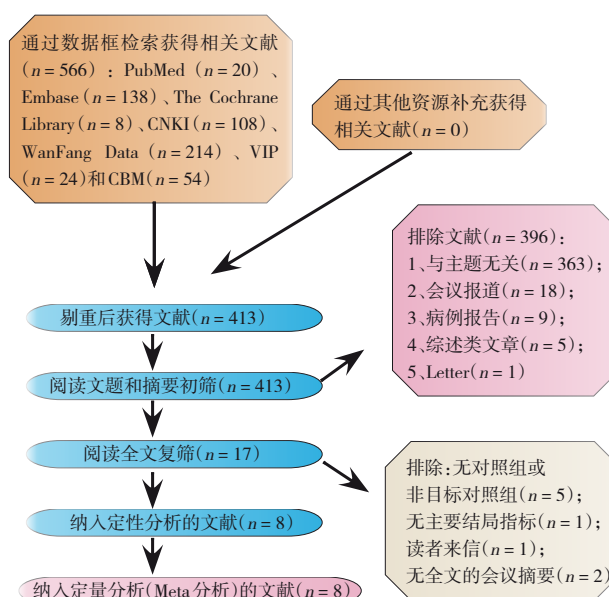 通过数据框检索获得相关文献
(n=566)：PubMed (n=20)、
Embase(n=138)、The Cochrane
Library(n=8)、CNKI(n=108)、
WanFang Data (n=214)、VIP
(n=24)和CBM(n=54)
通过其他资源补充获得
相关文献(n=0)
剔重后获得文献(n=413)
阅读文题和摘要初筛(n=413)
排除文献(n=396)：
1、与主题无关(n=363)；
2、会议报道(n=18)；
3、病例报告(n=9)；
4、综述类文章(n=5)；
5、Letter(n=1)
阅读全文复筛(n=17)
排除：无对照组或
非目标对照组(n=5)；
无主要结局指标(n=1)；
读者来信(n=1)；
无全文的会议摘要(n=2)
纳入定性分析的文献(n=8)
纳入定量分析(Meta分析)的文献(n=8)